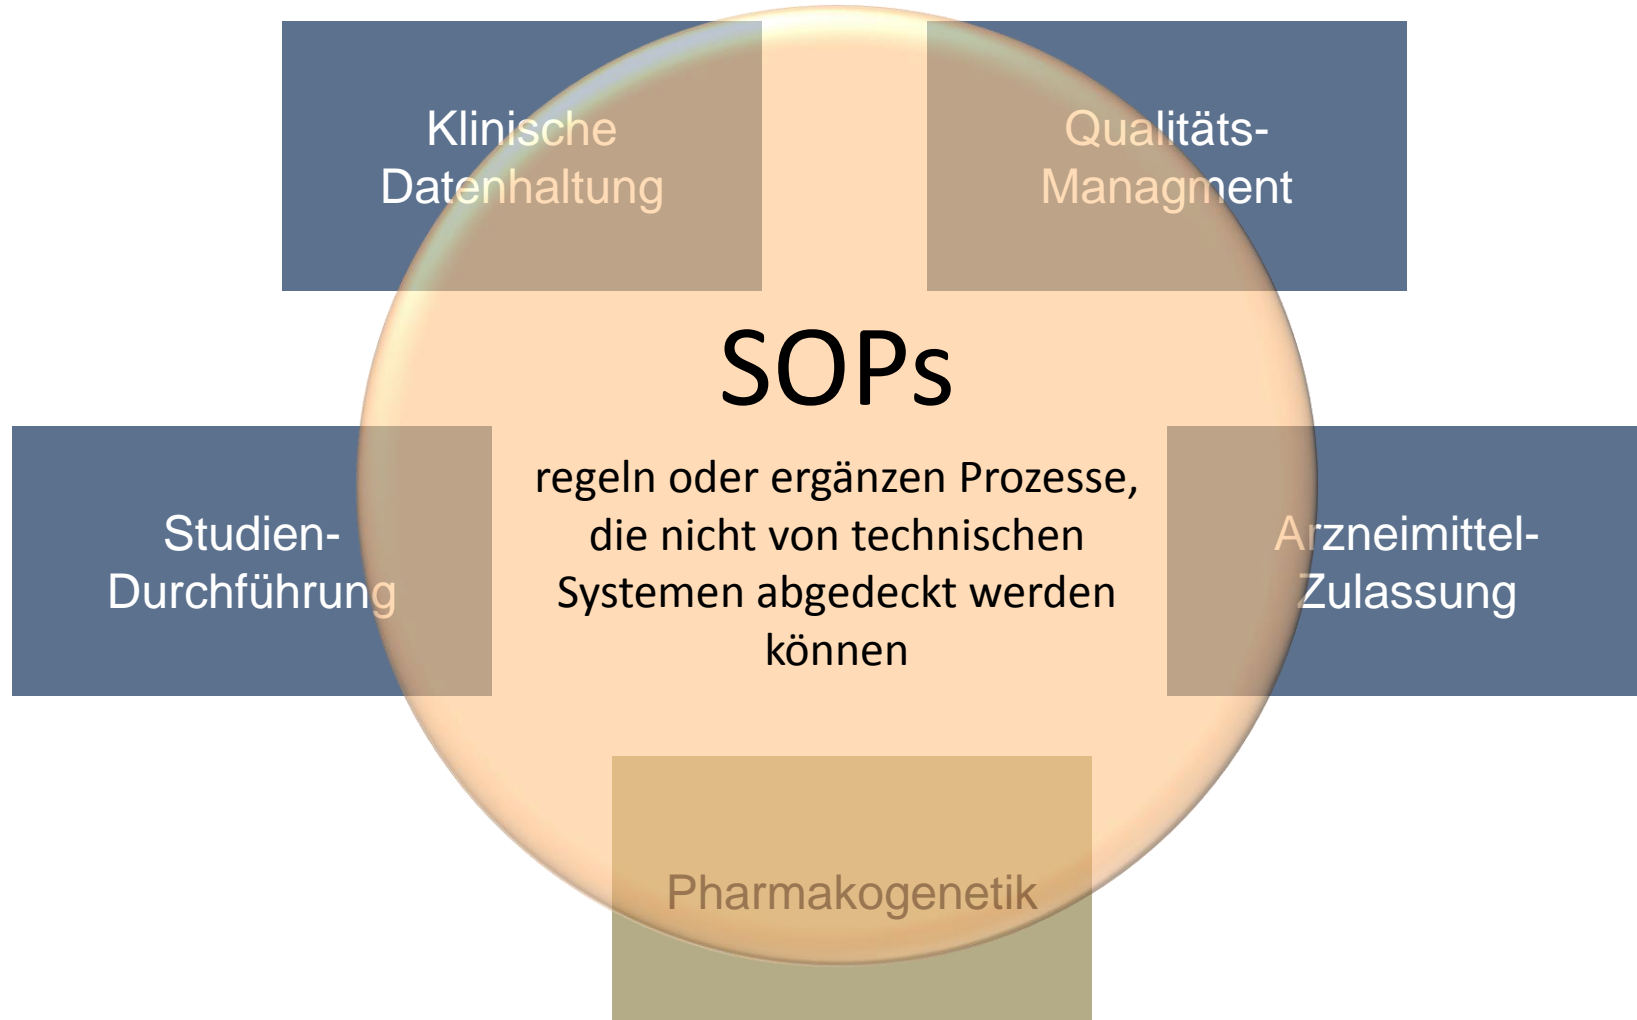 Klinische
Datenhaltung
Qualitäts-
Managment
SOPs
regeln oder ergänzen Prozesse,
die nicht von technischen
Systemen abgedeckt werden
können
Studien-
Durchführung
Arzneimittel-
Zulassung
Pharmakogenetik